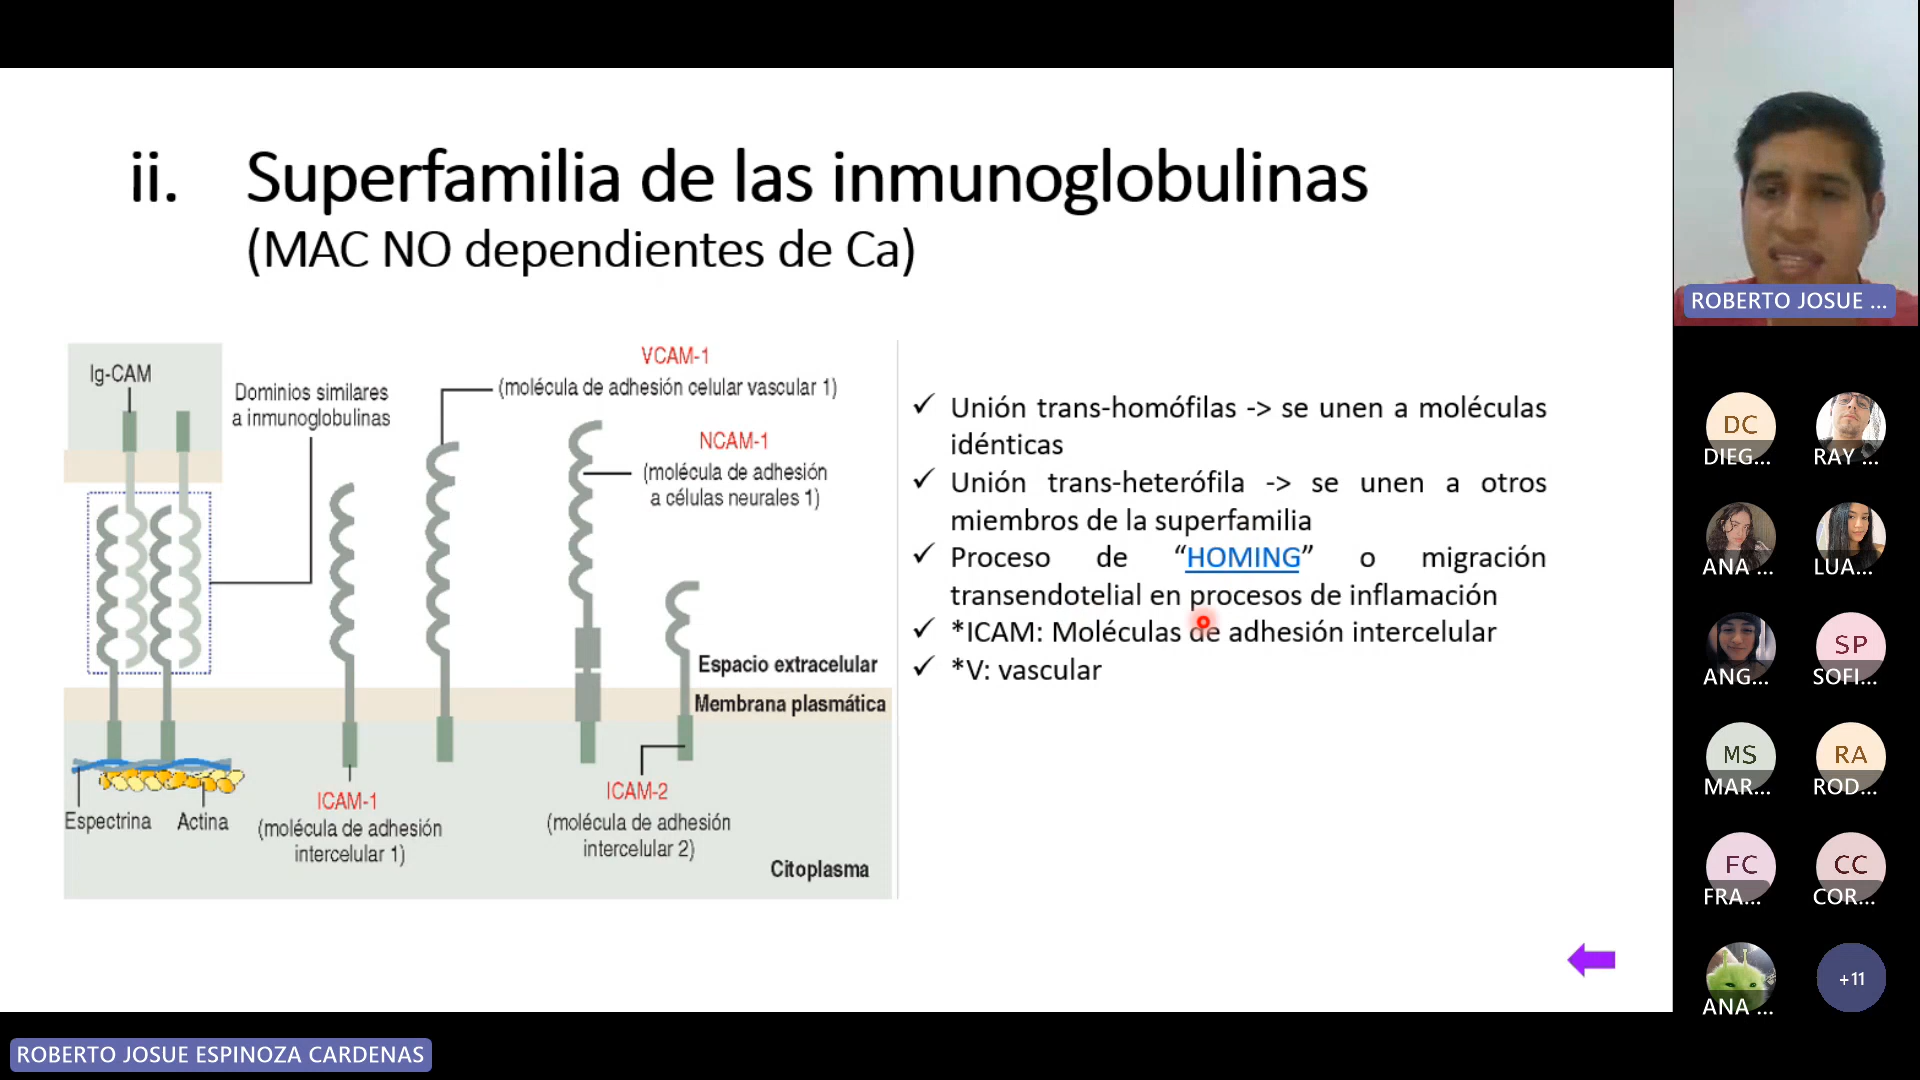 ii. Superfamilia de las inmunoglobulinas
(MAC NO dependientes de Ca)
Ig-CAM
Dominios similares
a inmunoglobulinas
VCAM-1
(molécula de adhesión celular vascular 1)
NCAM-1
(molécula de adhesión
a células neurales 1)
Espacio extracelular
Membrana plasmática
Espectrina
Actina
ICAM-1
(molécula de adhesión
intercelular 1)
ICAM-2
(molécula de adhesión
intercelular 2)
Citoplasma
✓ Unión trans-homófilas -> se unen a moléculas
idénticas
✓ Unión trans-heterófila -> se unen a otros
miembros de la superfamilia
✓ Proceso de “HOMING” o migración
transendotelial en procesos de inflamación
✓ *ICAM: Moléculas de adhesión intercelular
✓ *V: vascular
ROBERTO JOSUE ...
DC
DIEG...
RAY ...
ANA ...
LUA...
ANG...
SP
SOFI...
MS
MAR...
RA
ROD...
FC
FRA...
CC
COR...
ANA ...
+11
ROBERTO JOSUE ESPINOZA CARDENAS